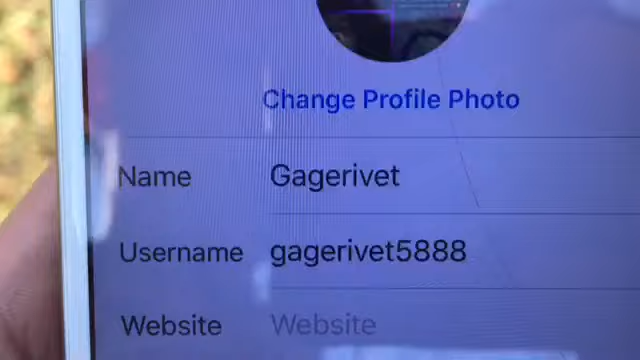 Change Profile Photo
Name Gagerivet
Username gagerivet5888
Website Website